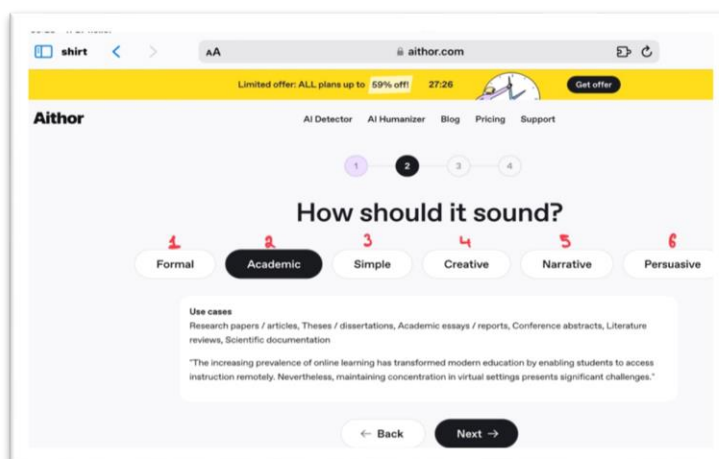 shirt
AA
aithor.com
Limited offer: ALL plans up to 59% off! 27:26 Get offer
Aithor
AI Detector AI Humanizer Blog Pricing Support
1 2 3 4
How should it sound?
1 2 3 4 5 6
Formal Academic Simple Creative Narrative Persuasive
Use cases
Research papers / articles, Theses / dissertations, Academic essays / reports, Conference abstracts, Literature
reviews, Scientific documentation
"The increasing prevalence of online learning has transformed modern education by enabling students to access
instruction remotely. Nevertheless, maintaining concentration in virtual settings presents significant challenges."
← Back Next →